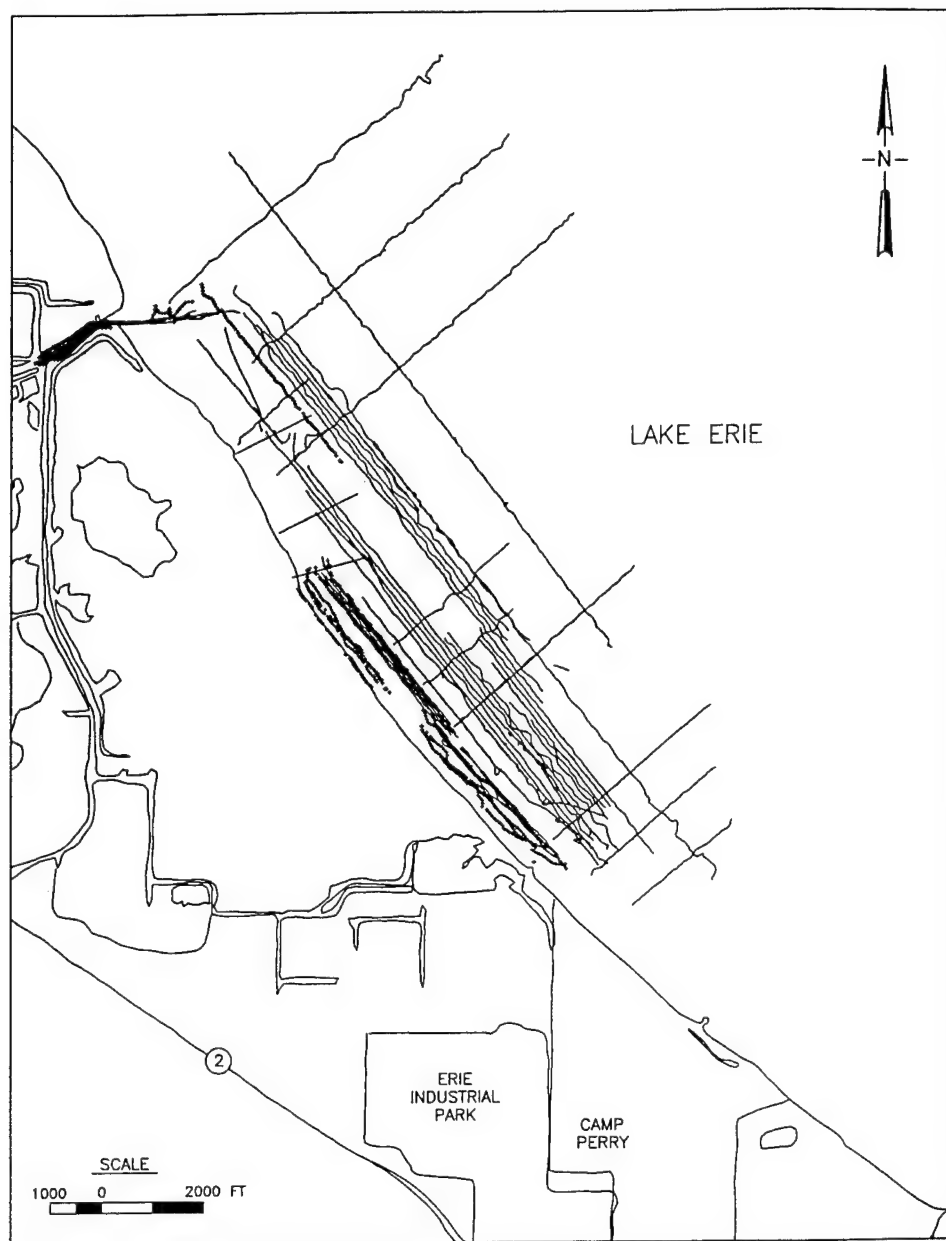 -N-
LAKE ERIE
2
ERIE
INDUSTRIAL
PARK
CAMP
PERRY
SCALE
1000 0 2000 FT